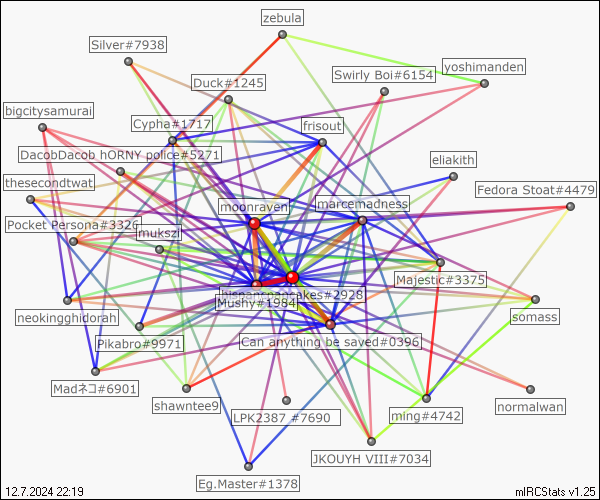 zebula
Silver#7938
yoshimanden
Swirly Boi#6154
Duck#1245
bigcitysamurai
Cypha#1717
frisout
DacobDacob hORNY police#5271
eliakith
thesecondtwat
Fedora Stoat#4479
moonraven
marcemadness
Pocket Persona#3326
mukszi
Majestic#3375
pancakes#2928
Mushy#1984
neokingghidorah
somass
Pikabro#9971
Can anything be saved#0396
Madネコ#6901
shawntee9
normalwan
LPK2387 #7690
ming#4742
JKOUYH VIII#7034
Eg.Master#1378
12.7.2024 22:19
mIRCStats v1.25